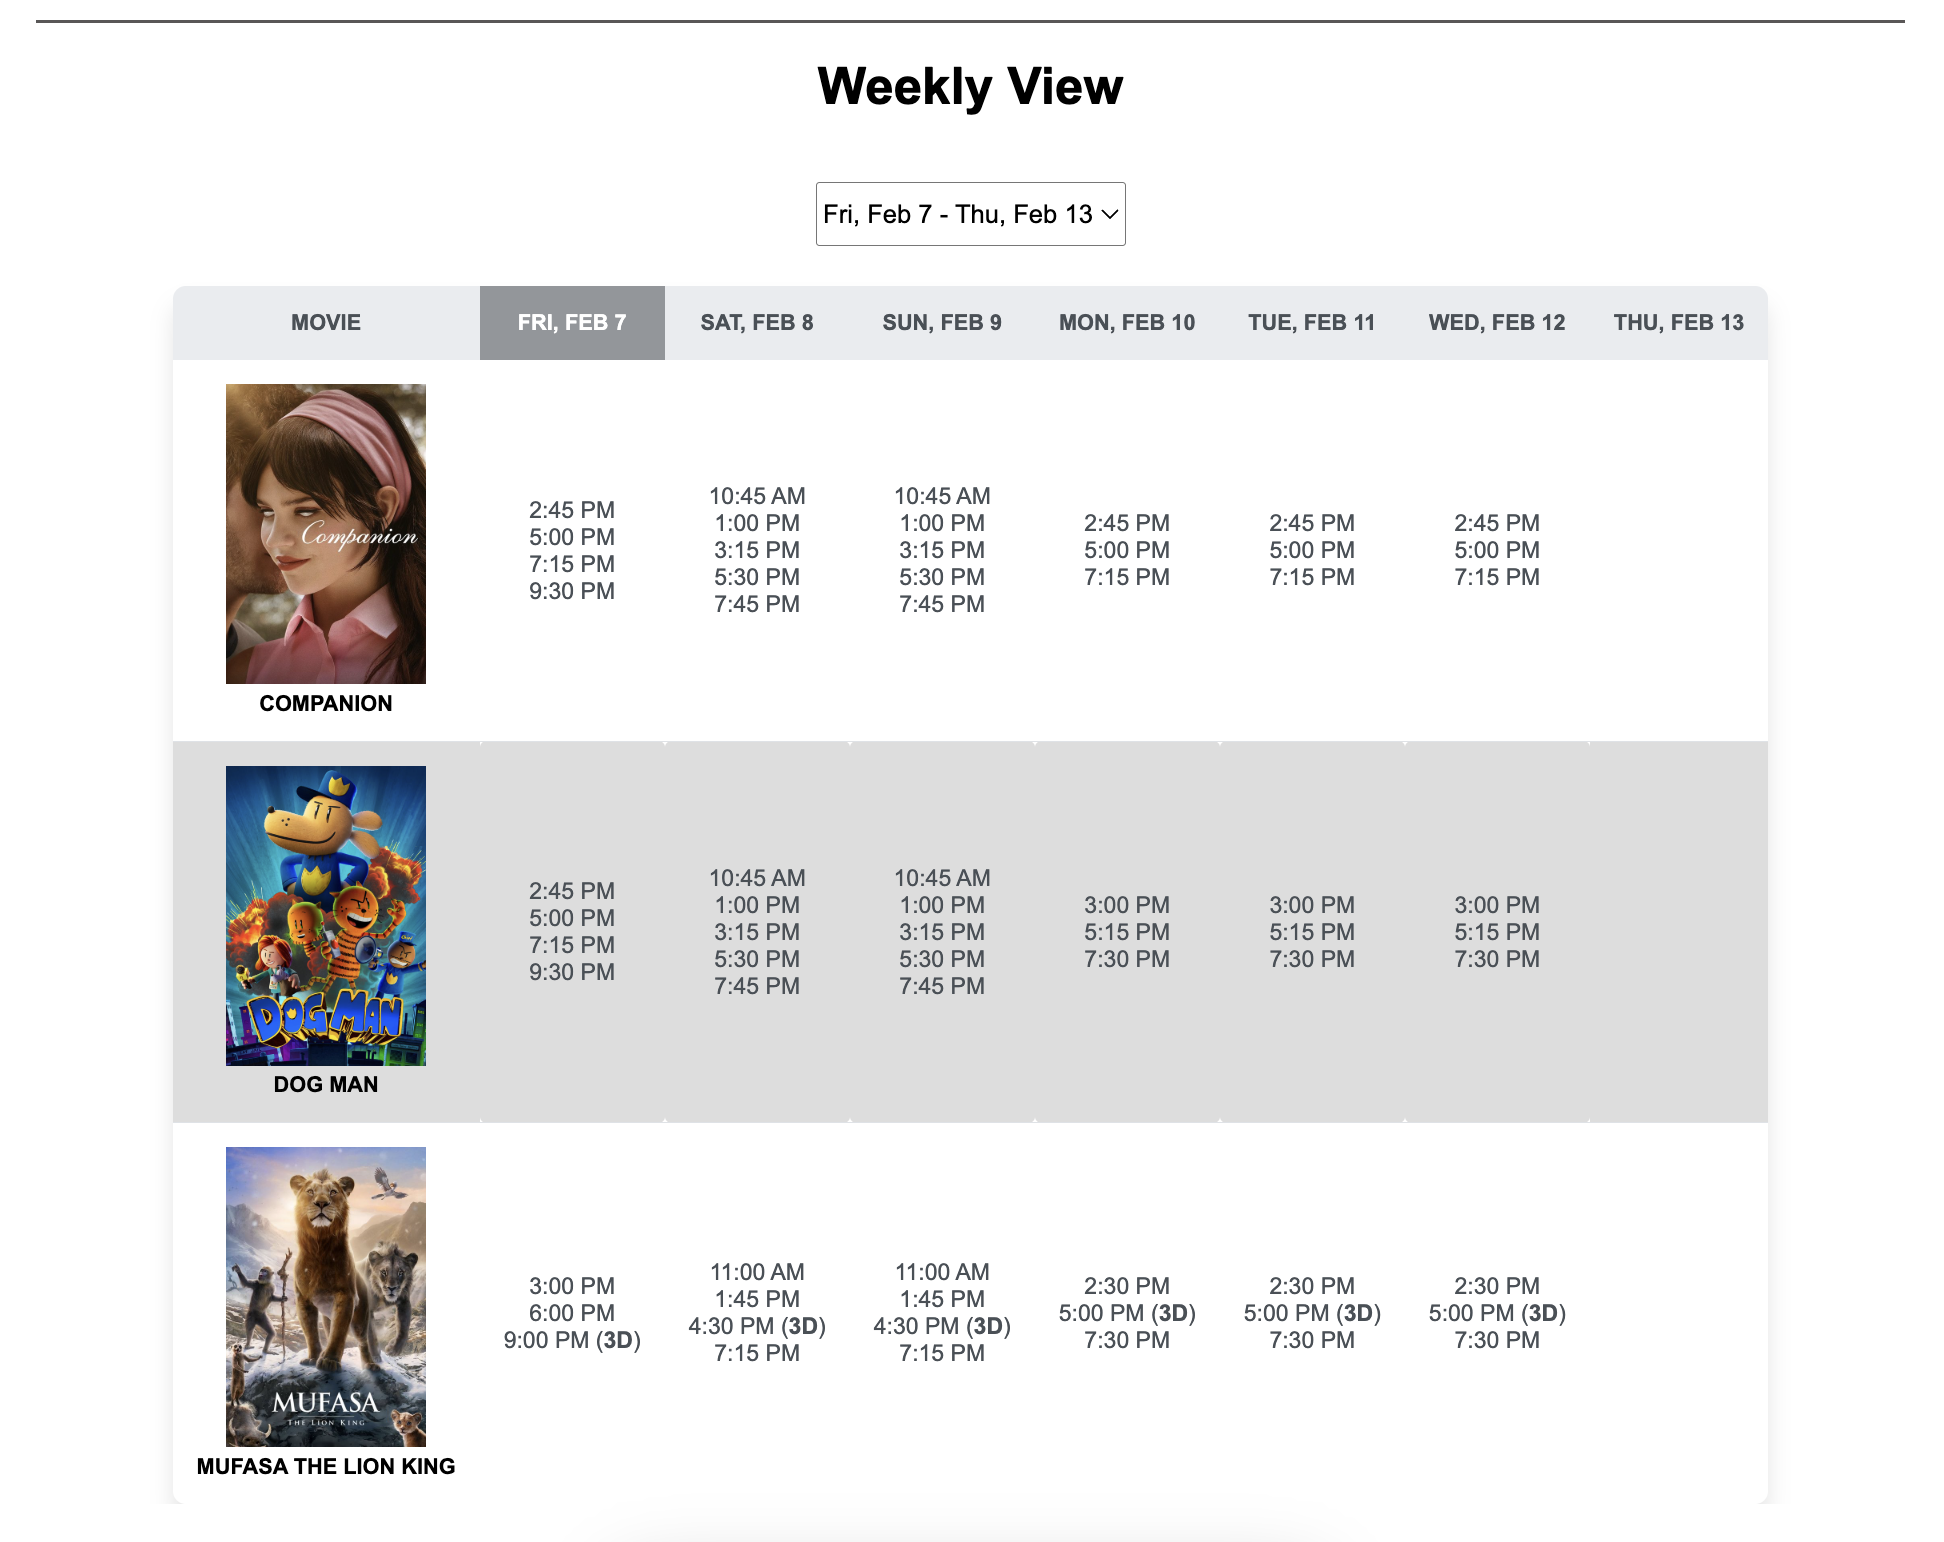 Weekly View
Fri, Feb 7 - Thu, Feb 13
MOVIE FRI, FEB 7 SAT, FEB 8 SUN, FEB 9 MON, FEB 10 TUE, FEB 11 WED, FEB 12 THU, FEB 13
Companion
COMPANION
2:45 PM
5:00 PM
7:15 PM
9:30 PM
10:45 AM
1:00 PM
3:15 PM
5:30 PM
7:45 PM
10:45 AM
1:00 PM
3:15 PM
5:30 PM
7:45 PM
2:45 PM
5:00 PM
7:15 PM
2:45 PM
5:00 PM
7:15 PM
2:45 PM
5:00 PM
7:15 PM
DOG MAN
DOG MAN
2:45 PM
5:00 PM
7:15 PM
9:30 PM
10:45 AM
1:00 PM
3:15 PM
5:30 PM
7:45 PM
10:45 AM
1:00 PM
3:15 PM
5:30 PM
7:45 PM
3:00 PM
5:15 PM
7:30 PM
3:00 PM
5:15 PM
7:30 PM
3:00 PM
5:15 PM
7:30 PM
MUFASA
THE LION KING
MUFASA THE LION KING
3:00 PM
6:00 PM
9:00 PM (3D)
11:00 AM
1:45 PM
4:30 PM (3D)
7:15 PM
11:00 AM
1:45 PM
4:30 PM (3D)
7:15 PM
2:30 PM
5:00 PM (3D)
7:30 PM
2:30 PM
5:00 PM (3D)
7:30 PM
2:30 PM
5:00 PM (3D)
7:30 PM